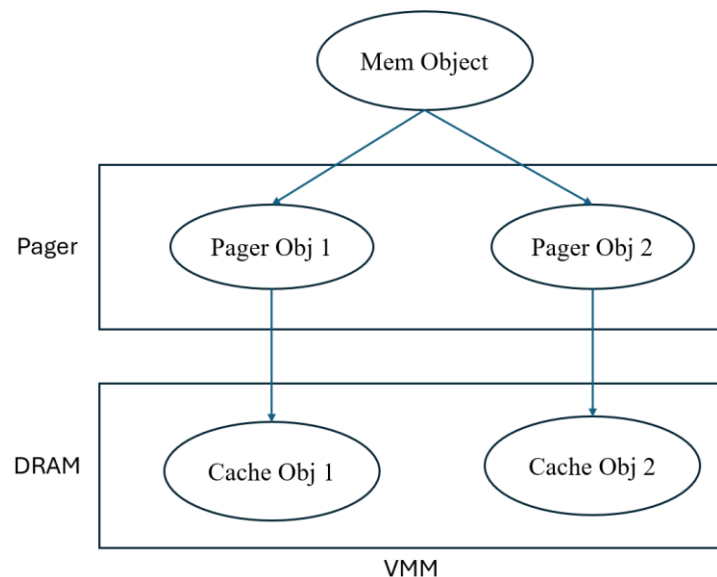 Mem Object
Pager
Pager Obj 1
Pager Obj 2
DRAM
Cache Obj 1
Cache Obj 2
VMM